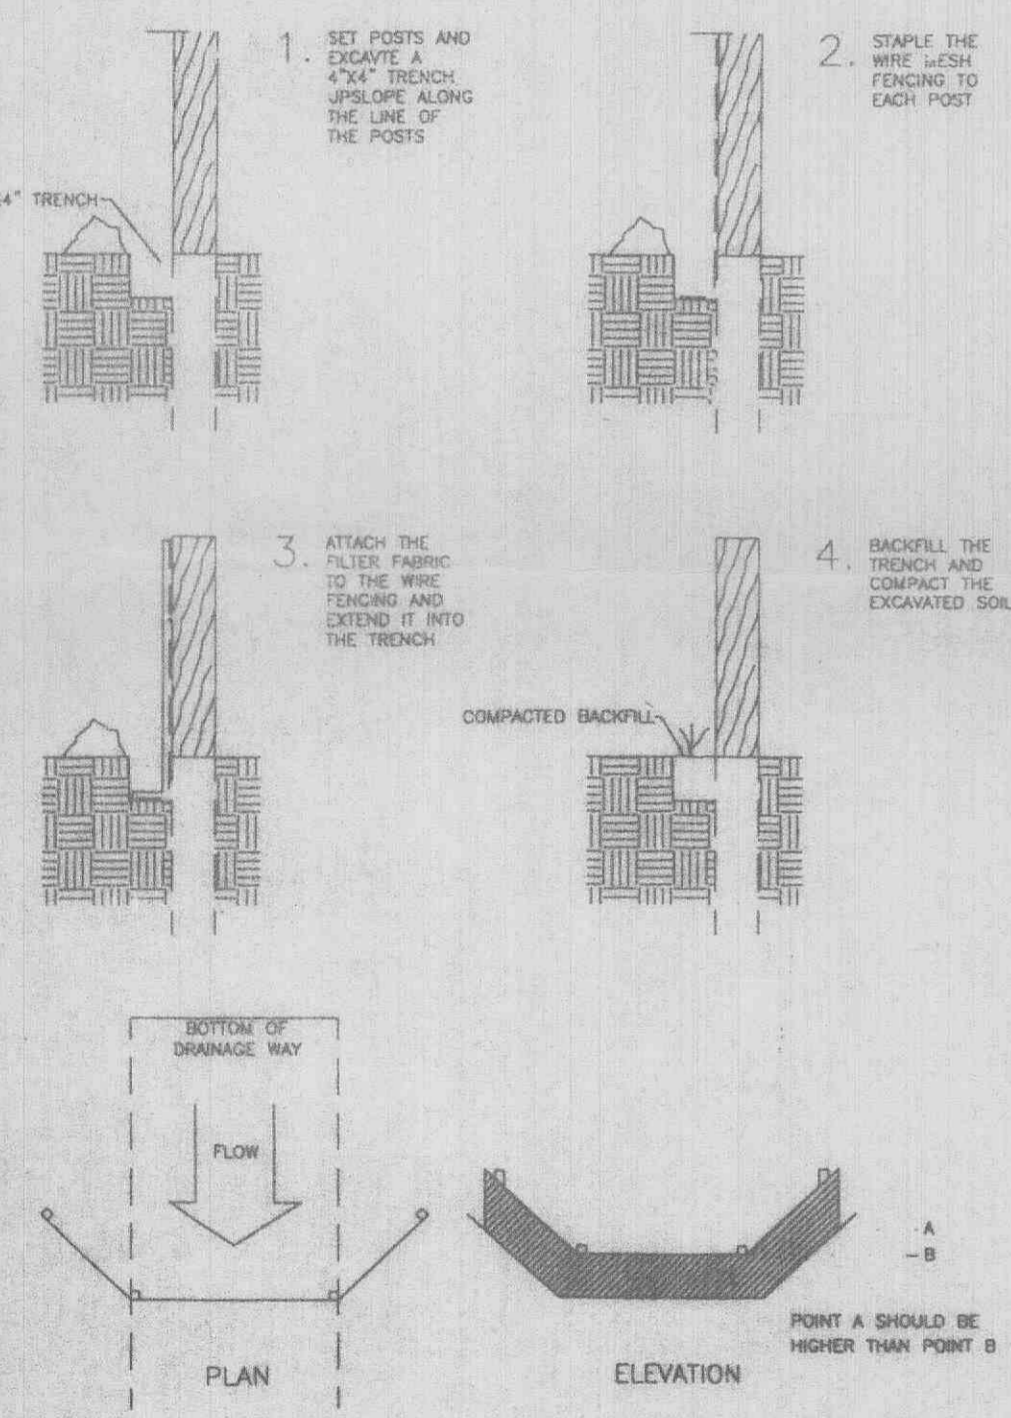 1. SET POSTS AND
EXCAVTE A
4"X4" TRENCH
UPSLOPE ALONG
THE LINE OF
THE POSTS
4" TRENCH
2. STAPLE THE
WIRE MESH
FENCING TO
EACH POST
3. ATTACH THE
FILTER FABRIC
TO THE WIRE
FENCING AND
EXTEND IT INTO
THE TRENCH
4. BACKFILL THE
TRENCH AND
COMPACT THE
EXCAVATED SOIL
COMPACTED BACKFILL
BOTTOM OF
DRAINAGE WAY
FLOW
PLAN
A
B
POINT A SHOULD BE
HIGHER THAN POINT B
ELEVATION